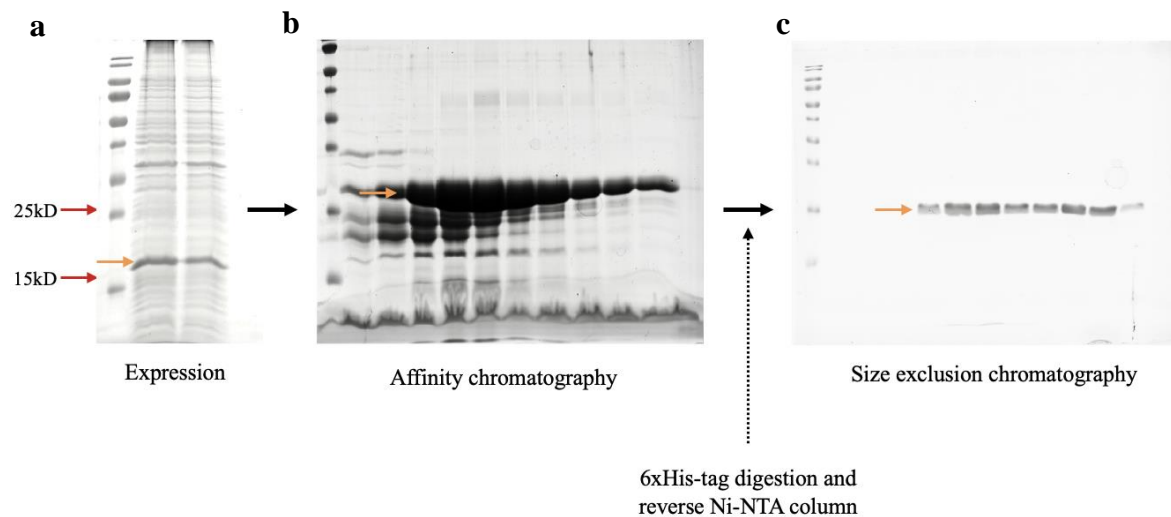 a
b
c
25kD
15kD
Expression
Affinity chromatography
Size exclusion chromatography
6xHis-tag digestion and
reverse Ni-NTA column